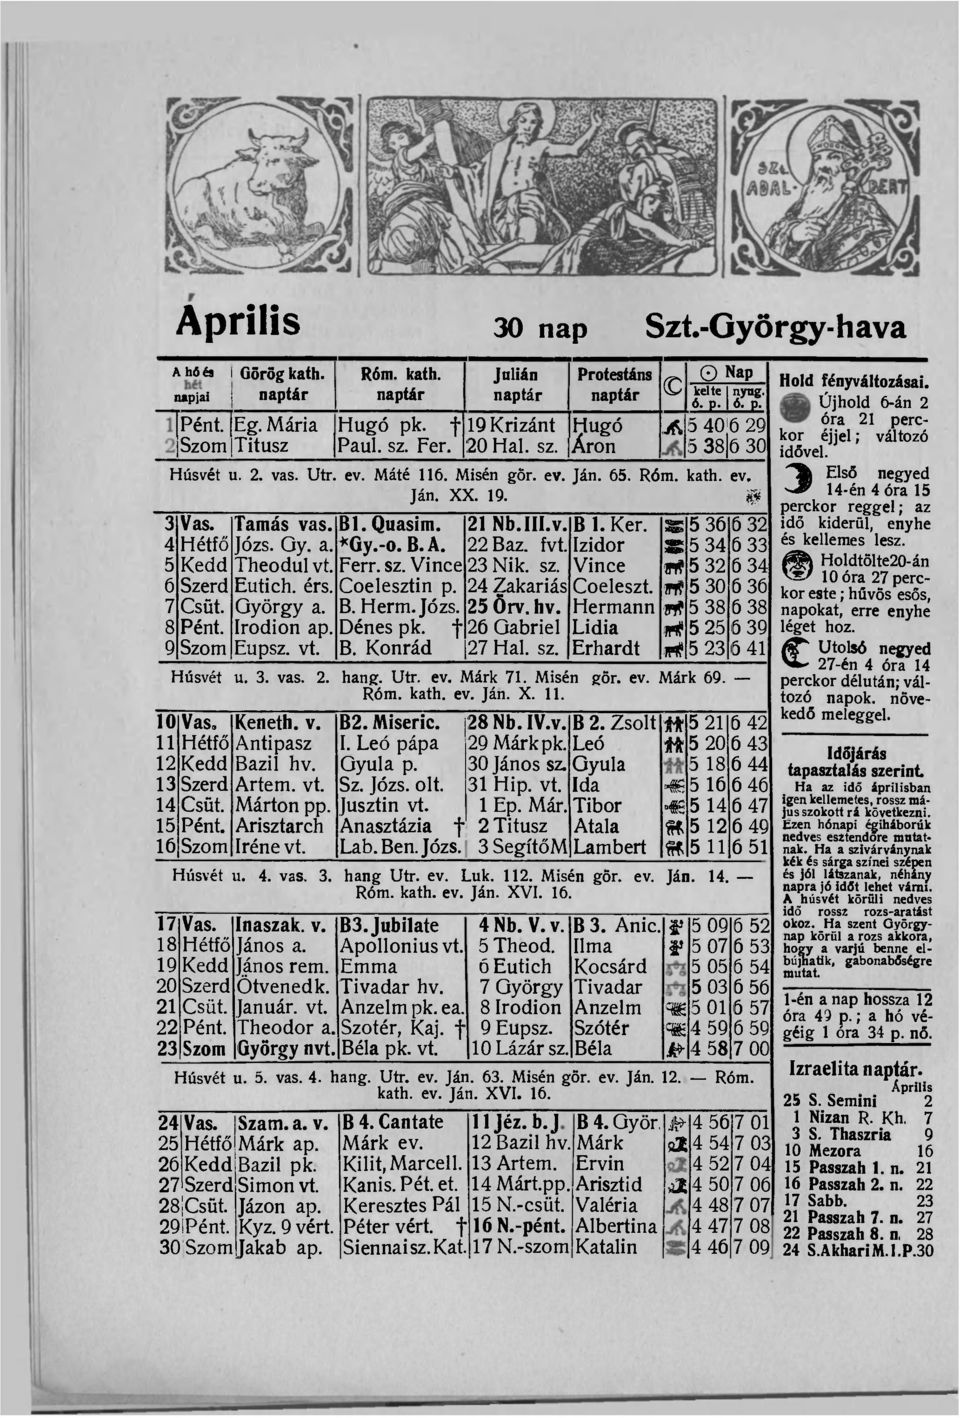 SZt. ADALBERT
Április 30 nap Szt.-György-hava
A hó és hét napjai | Görög kath. naptár | Róm. kath. naptár | Julián naptár | Protestáns naptár | ☾ | ☉ Nap kelte ó. p. | nyug. ó. p.
1 Pént. Eg. Mária Hugó pk. † 19 Krizánt Hugó 5 40 6 29
2 Szom Titusz Paul. sz. Fer. 20 Hal. sz. Áron 5 38 6 30
Húsvét u. 2. vas. Utr. ev. Máté 116. Misén gör. ev. Ján. 65. Róm. kath. ev.
Ján. XX. 19.
3 Vas. Tamás vas. B1. Quasim. 21 Nb.III.v. B 1. Ker. 5 36 6 32
4 Hétfő Józs. Gy. a. *Gy.-o. B. A. 22 Baz. fvt. Izidor 5 34 6 33
5 Kedd Theodul vt. Ferr. sz. Vince 23 Nik. sz. Vince 5 32 6 34
6 Szerd Eutich. érs. Coelesztin p. 24 Zakariás Coeleszt. 5 30 6 36
7 Csüt. György a. B. Herm. Józs. 25 Örv. hv. Hermann 5 38 6 38
8 Pént. Irodion ap. Dénes pk. † 26 Gabriel Lidia 5 25 6 39
9 Szom Eupsz. vt. B. Konrád 27 Hal. sz. Erhardt 5 23 6 41
Húsvét u. 3. vas. 2. hang. Utr. ev. Márk 71. Misén gör. ev. Márk 69. —
Róm. kath. ev. Ján. X. 11.
10 Vas. Keneth. v. B2. Miseric. 28 Nb. IV.v. B 2. Zsolt 5 21 6 42
11 Hétfő Antipasz I. Leó pápa 29 Márk pk. Leó 5 20 6 43
12 Kedd Bazil hv. Gyula p. 30 János sz. Gyula 5 18 6 44
13 Szerd Artem. vt. Sz. Józs. olt. 31 Hip. vt. Ida 5 16 6 46
14 Csüt. Márton pp. Jusztin vt. 1 Ep. Már. Tibor 5 14 6 47
15 Pént. Arisztarch Anasztázia † 2 Titusz Atala 5 12 6 49
16 Szom Iréne vt. Lab. Ben. Józs. 3 SegítőM Lambert 5 11 6 51
Húsvét u. 4. vas. 3. hang Utr. ev. Luk. 112. Misén gör. ev. Ján. 14. —
Róm. kath. ev. Ján. XVI. 16.
17 Vas. Inaszak. v. B3. Jubilate 4 Nb. V. v. B 3. Anic. 5 09 6 52
18 Hétfő János a. Apollonius vt. 5 Theod. Ilma 5 07 6 53
19 Kedd János rem. Emma 6 Eutich Kocsárd 5 05 6 54
20 Szerd Ötvenedk. Tivadar hv. 7 György Tivadar 5 03 6 56
21 Csüt. Január. vt. Anzelm pk. ea. 8 Irodion Anzelm 5 01 6 57
22 Pént. Theodor a. Szotér, Kaj. † 9 Eupsz. Szótér 4 59 6 59
23 Szom György nvt. Béla pk. vt. 10 Lázár sz. Béla 4 58 7 00
Húsvét u. 5. vas. 4. hang. Utr. ev. Ján. 63. Misén gör. ev. Ján. 12. — Róm.
kath. ev. Ján. XVI. 16.
24 Vas. Szam. a. v. B 4. Cantate 11 Jéz. b. J. B 4. Györ. 4 56 7 01
25 Hétfő Márk ap. Márk ev. 12 Bazil hv. Márk 4 54 7 03
26 Kedd Bazil pk. Kilit, Marcell. 13 Artem. Ervin 4 52 7 04
27 Szerd Simon vt. Kanis. Pét. et. 14 Márt.pp. Arisztid 4 50 7 06
28 Csüt. Jázon ap. Keresztes Pál 15 N.-csüt. Valéria 4 48 7 07
29 Pént. Kyz. 9 vért. Péter vért. † 16 N.-pént. Albertina 4 47 7 08
30 Szom Jakab ap. Siennai sz. Kat. 17 N.-szom Katalin 4 46 7 09
Hold fényváltozásai.
Újhold 6-án 2
óra 21 perc-
kor éjjel; változó
idővel.
Első negyed
14-én 4 óra 15
perckor reggel; az
idő kiderül, enyhe
és kellemes lesz.
Holdtölte 20-án
10 óra 27 perc-
kor este; hűvös esős,
napokat, erre enyhe
léget hoz.
Utolsó negyed
27-én 4 óra 14
perckor délután; vál-
tozó napok. növe-
kedő meleggel.
Időjárás
tapasztalás szerint.
Ha az idő áprilisban
igen kellemetes, rossz má-
jus szokott rá következni.
Ezen hónapi égiháborúk
nedves esztendőre mutat-
nak. Ha a szivárványnak
kék és sárga színei szépen
és jól látszanak, néhány
napra jó időt lehet várni.
A húsvét körüli nedves
idő rossz rozs-aratást
okoz. Ha szent György-
nap körül a rozs akkora,
hogy a varjú benne el-
bújhatik, gabonabőségre
mutat.
1-én a nap hossza 12
óra 49 p.; a hó vé-
géig 1 óra 34 p. nő.
Izraelita naptár.
Április
25 S. Semini 2
1 Nizan R. Kh. 7
3 S. Thaszria 9
10 Mezora 16
15 Passzah 1. n. 21
16 Passzah 2. n. 22
17 Sabb. 23
21 Passzah 7. n. 27
22 Passzah 8. n. 28
24 S.Akhari M.I.P. 30